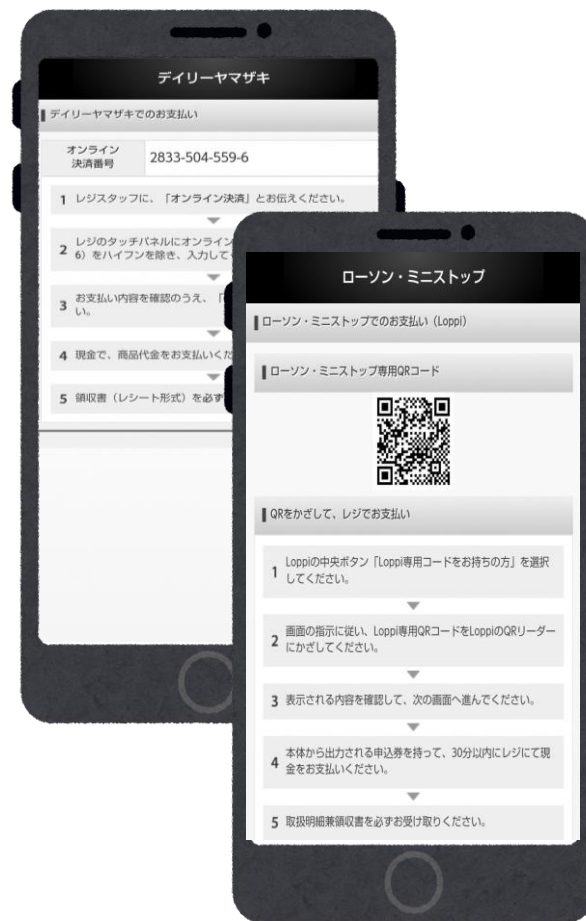 デイリーヤマザキ
デイリーヤマザキでのお支払い
オンライン
決済番号
2833-504-559-6
1 レジスタッフに、「オンライン決済」とお伝えください。
2 レジのタッチパネルにオンライン
6）をハイフンを除き、入力して
3 お支払い内容を確認のうえ、「
い。
4 現金で、商品代金をお支払いくだ
5 領収書（レシート形式）を必ず
ローソン・ミニストップ
ローソン・ミニストップでのお支払い（Loppi）
ローソン・ミニストップ専用QRコード
QRをかざして、レジでお支払い
1 Loppiの中央ボタン「Loppi専用コードをお持ちの方」を選択
してください。
2 画面の指示に従い、Loppi専用QRコードをLoppiのQRリーダー
にかざしてください。
3 表示される内容を確認して、次の画面へ進んでください。
4 本体から出力される申込券を持って、30分以内にレジにて現
金をお支払いください。
5 取扱明細兼領収書を必ずお受け取りください。